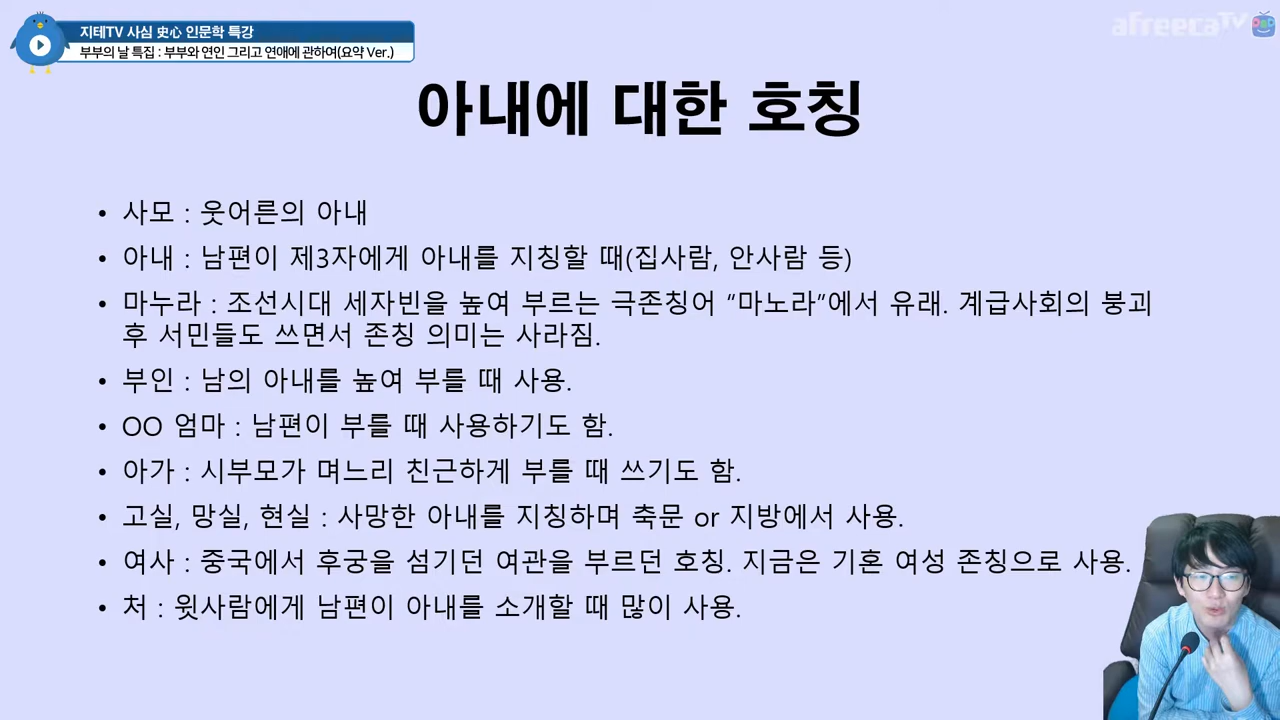 지테TV 사심 史心 인문학 특강
부부의 날 특집 : 부부와 연인 그리고 연애에 관하여(요약 Ver.)
afreecaTV
아내에 대한 호칭
• 사모 : 웃어른의 아내
• 아내 : 남편이 제3자에게 아내를 지칭할 때(집사람, 안사람 등)
• 마누라 : 조선시대 세자빈을 높여 부르는 극존칭어 “마노라”에서 유래. 계급사회의 붕괴
후 서민들도 쓰면서 존칭 의미는 사라짐.
• 부인 : 남의 아내를 높여 부를 때 사용.
• OO 엄마 : 남편이 부를 때 사용하기도 함.
• 아가 : 시부모가 며느리 친근하게 부를 때 쓰기도 함.
• 고실, 망실, 현실 : 사망한 아내를 지칭하며 축문 or 지방에서 사용.
• 여사 : 중국에서 후궁을 섬기던 여관을 부르던 호칭. 지금은 기혼 여성 존칭으로 사용.
• 처 : 윗사람에게 남편이 아내를 소개할 때 많이 사용.